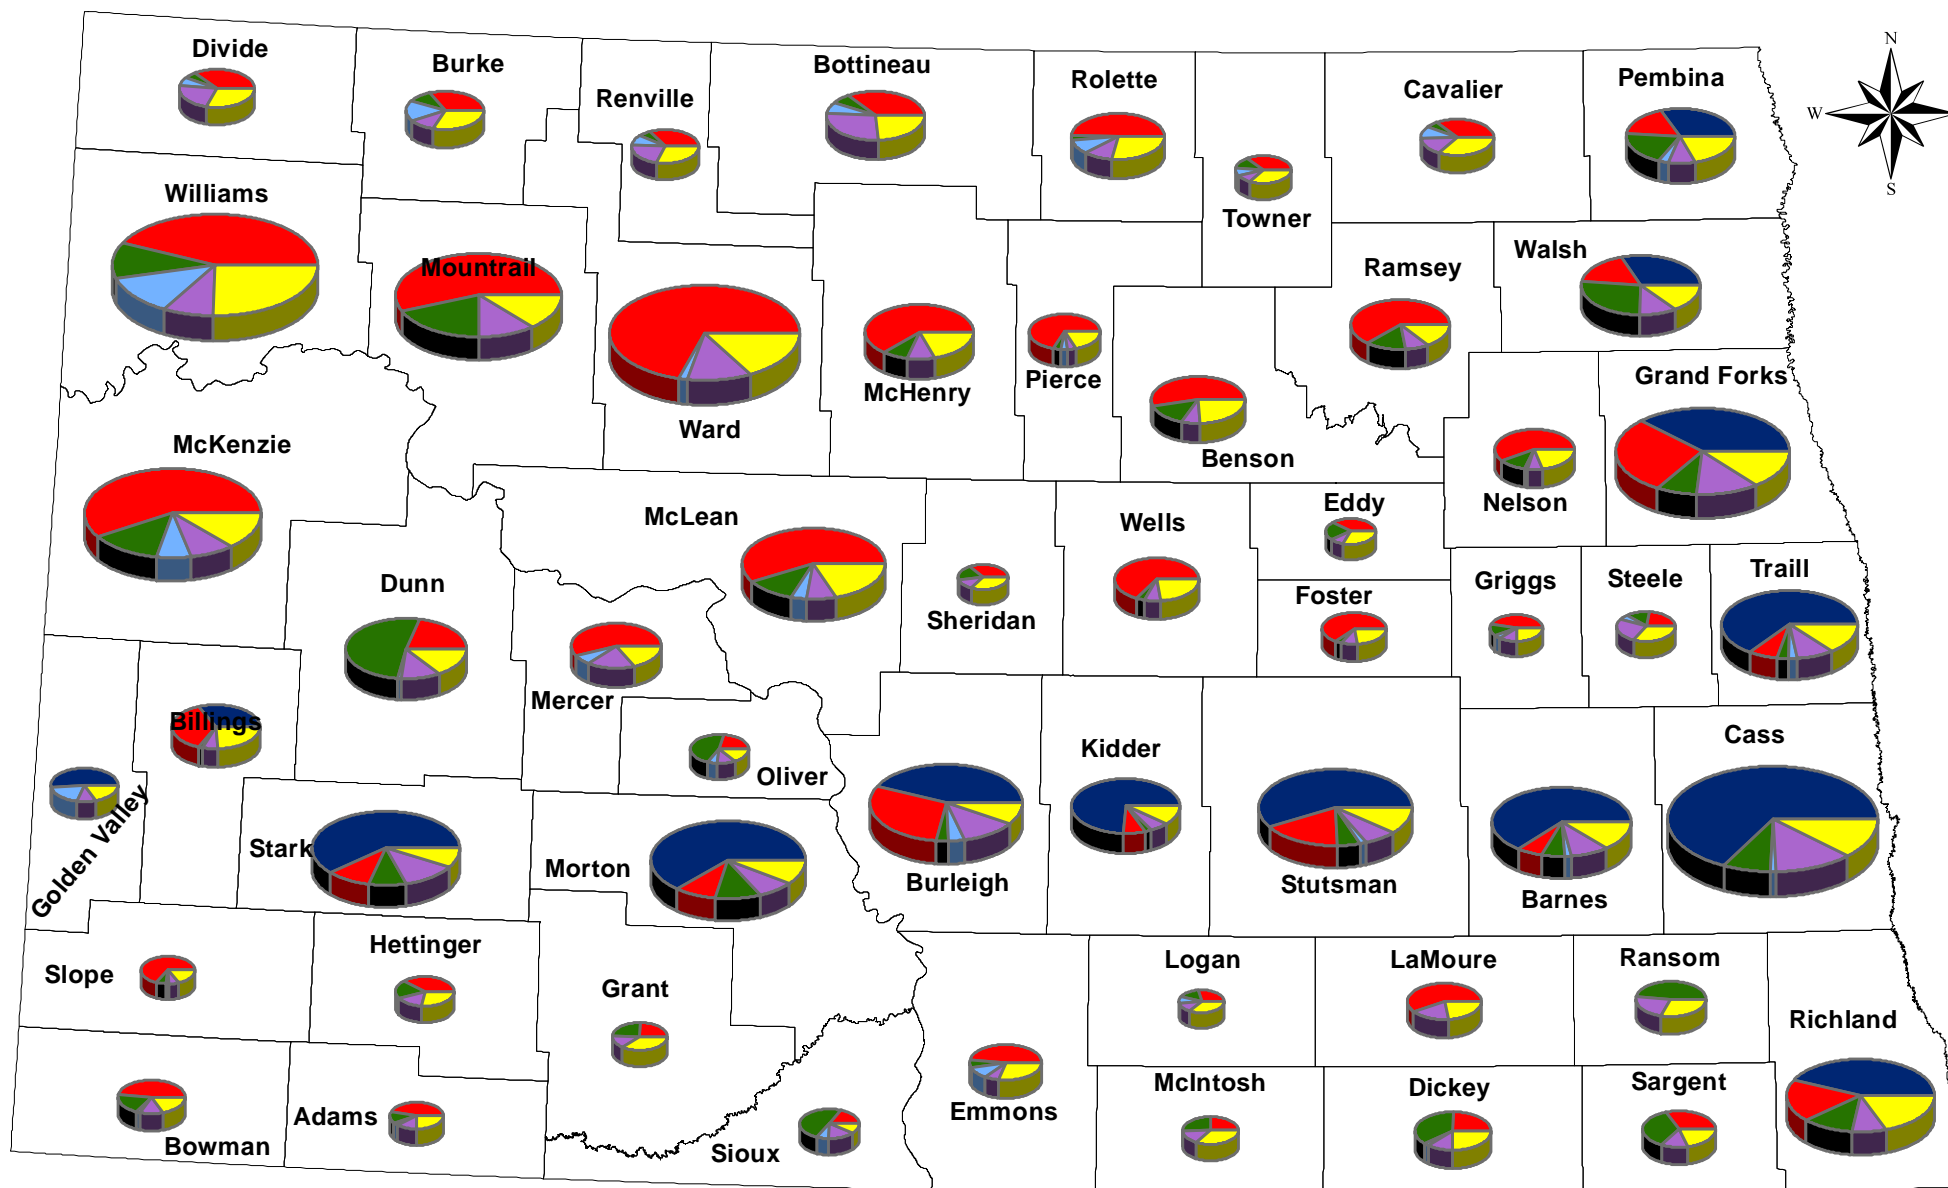 N
W
S
Divide
Burke
Renville
Bottineau
Rolette
Cavalier
Pembina
Williams
Towner
Mountrail
Ramsey
Walsh
McHenry
Pierce
Ward
Benson
Grand Forks
McKenzie
McLean
Wells
Eddy
Nelson
Dunn
Sheridan
Foster
Griggs
Steele
Traill
Mercer
Billings
Oliver
Kidder
Cass
Golden Valley
Stark
Morton
Burleigh
Stutsman
Barnes
Slope
Hettinger
Grant
Logan
LaMoure
Ransom
Richland
Bowman
Adams
Sioux
Emmons
McIntosh
Dickey
Sargent